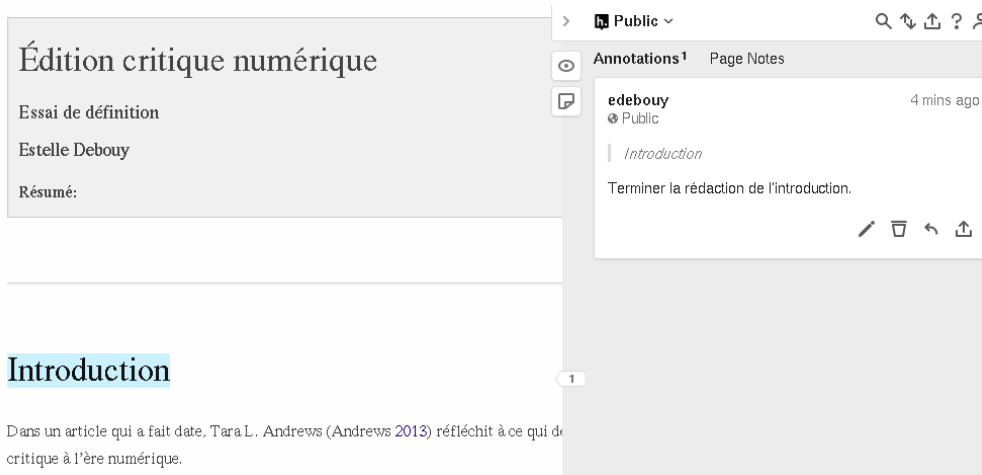 Édition critique numérique
Essai de définition
Estelle Debouy
Résumé:
Introduction
Dans un article qui a fait date, Tara L. Andrews (Andrews 2013) réfléchit à ce qui
critique à l'ère numérique.
h. Public
Annotations 1 Page Notes
edebouy 4 mins ago
Public
Introduction
Terminer la rédaction de l'introduction.
1